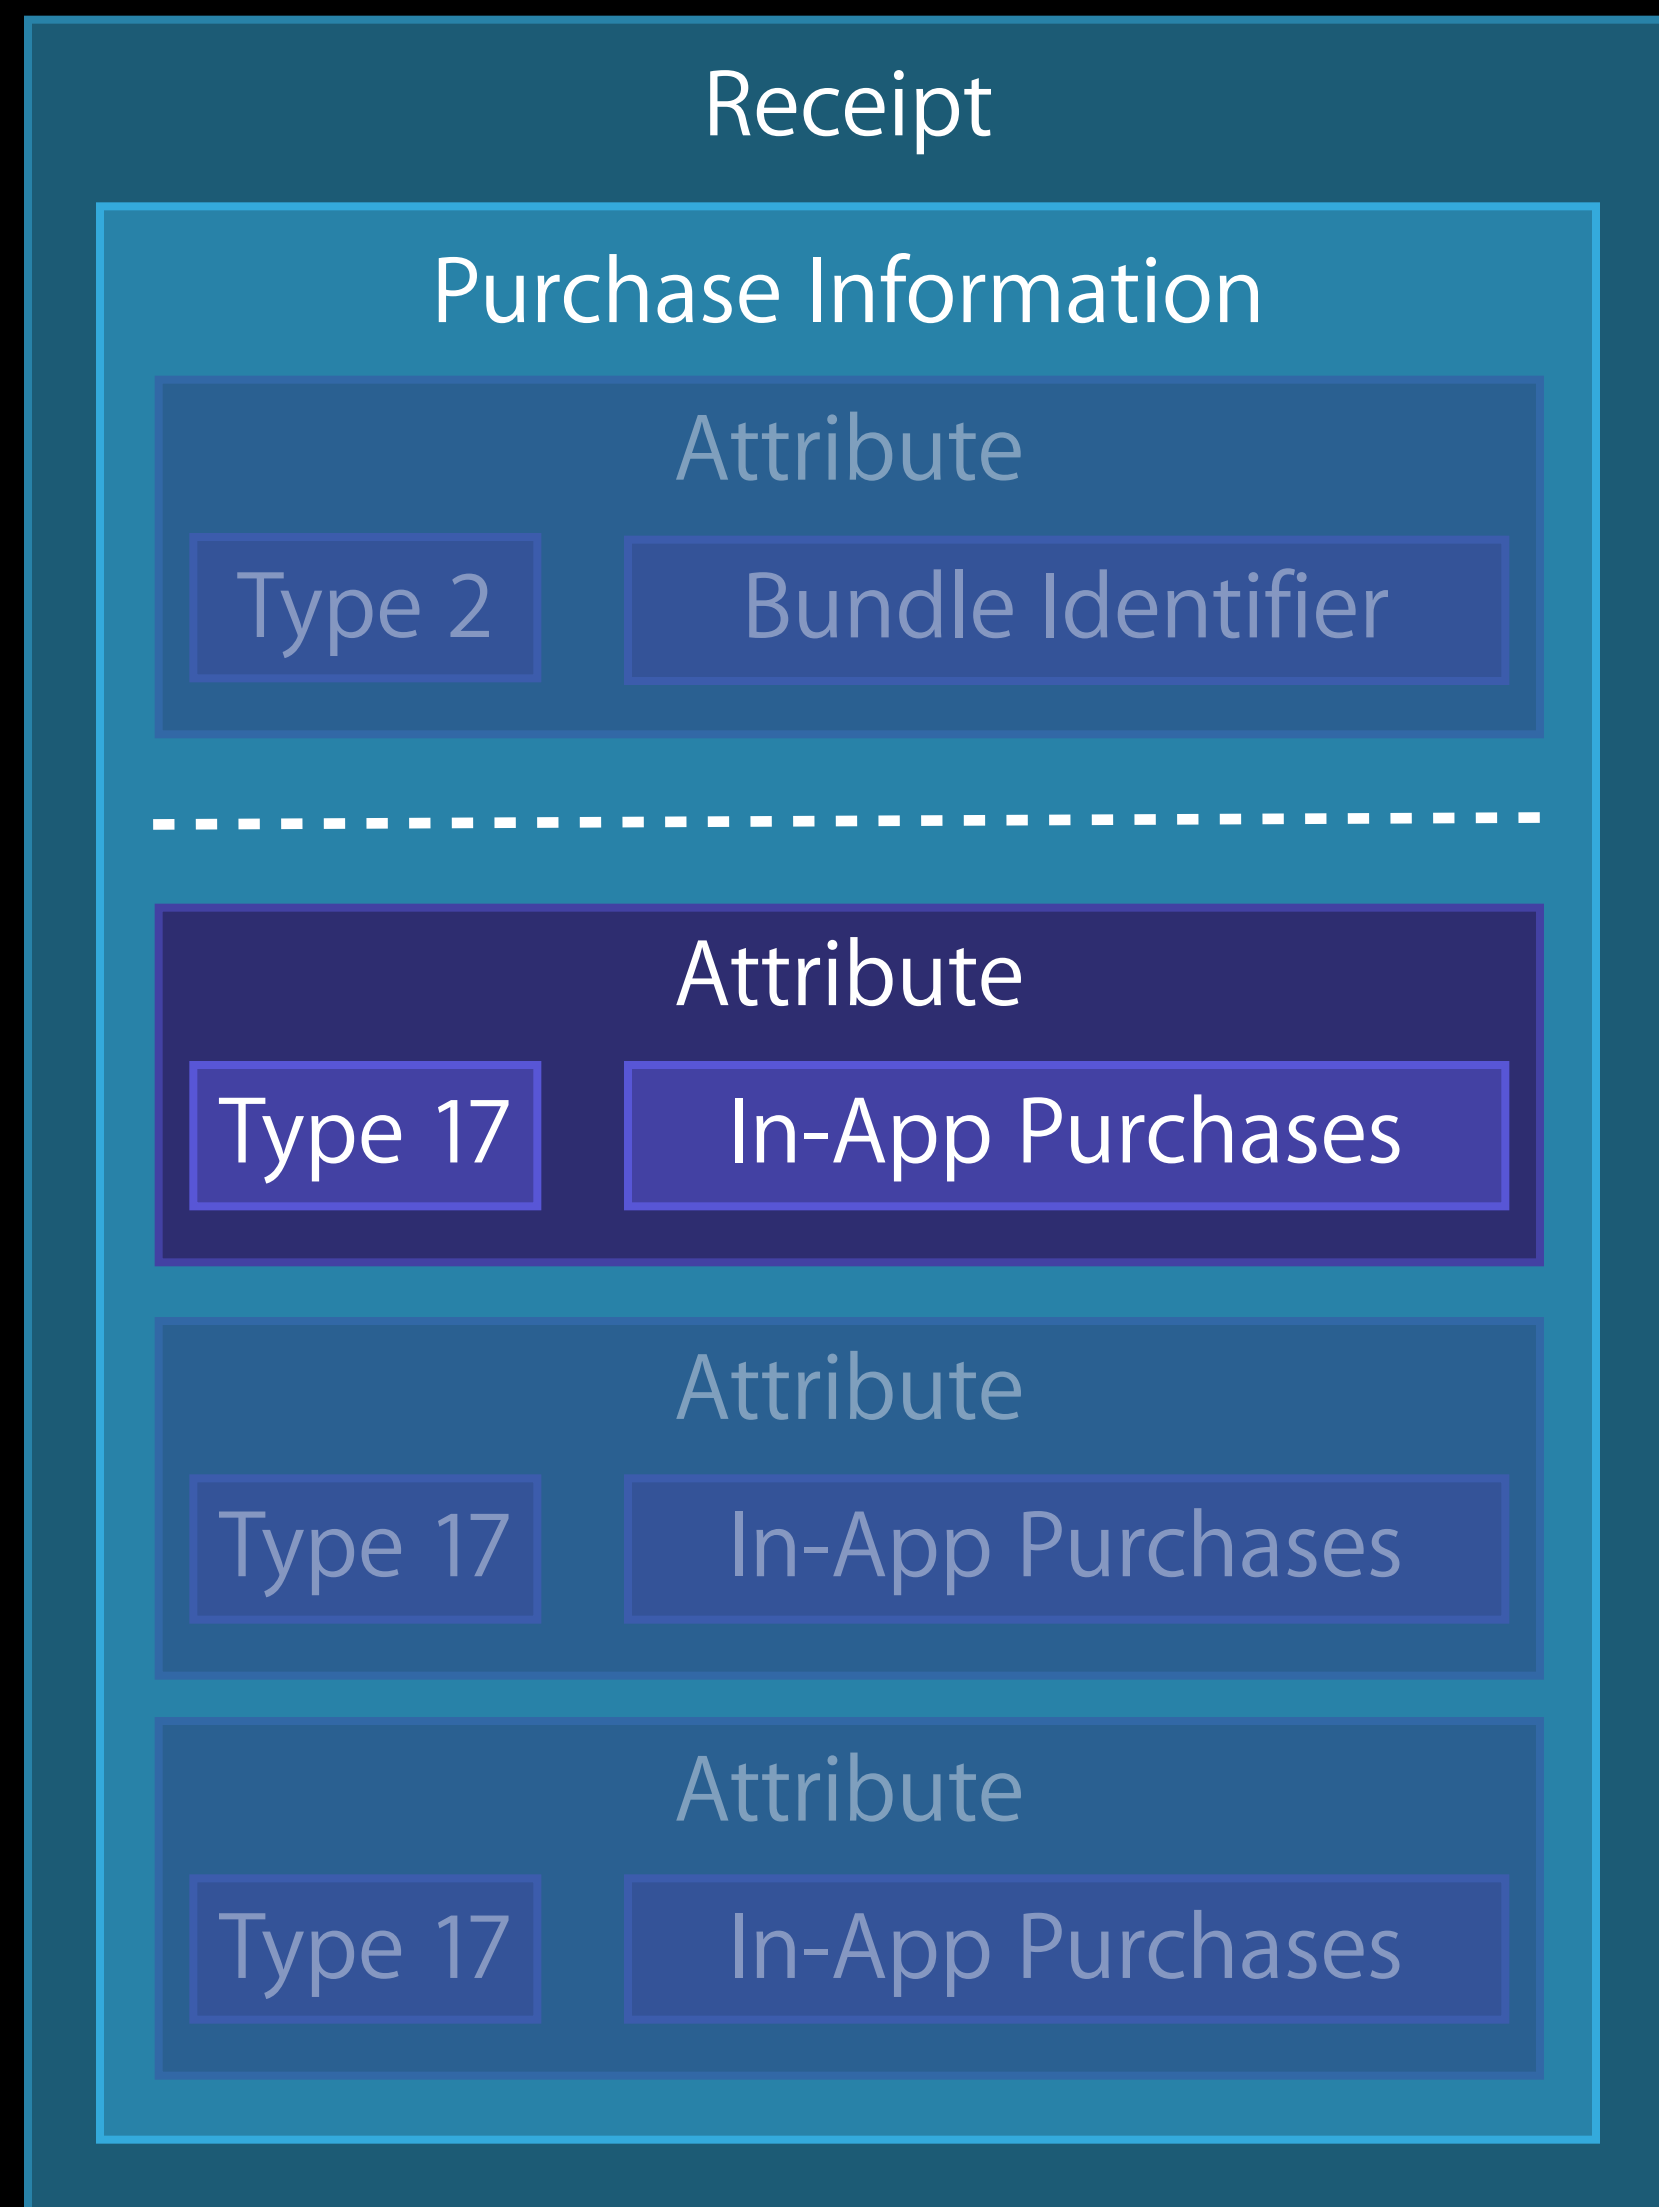 Receipt
Purchase Information
Attribute
Type 2 Bundle Identifier
Attribute
Type 17 In-App Purchases
Attribute
Type 17 In-App Purchases
Attribute
Type 17 In-App Purchases